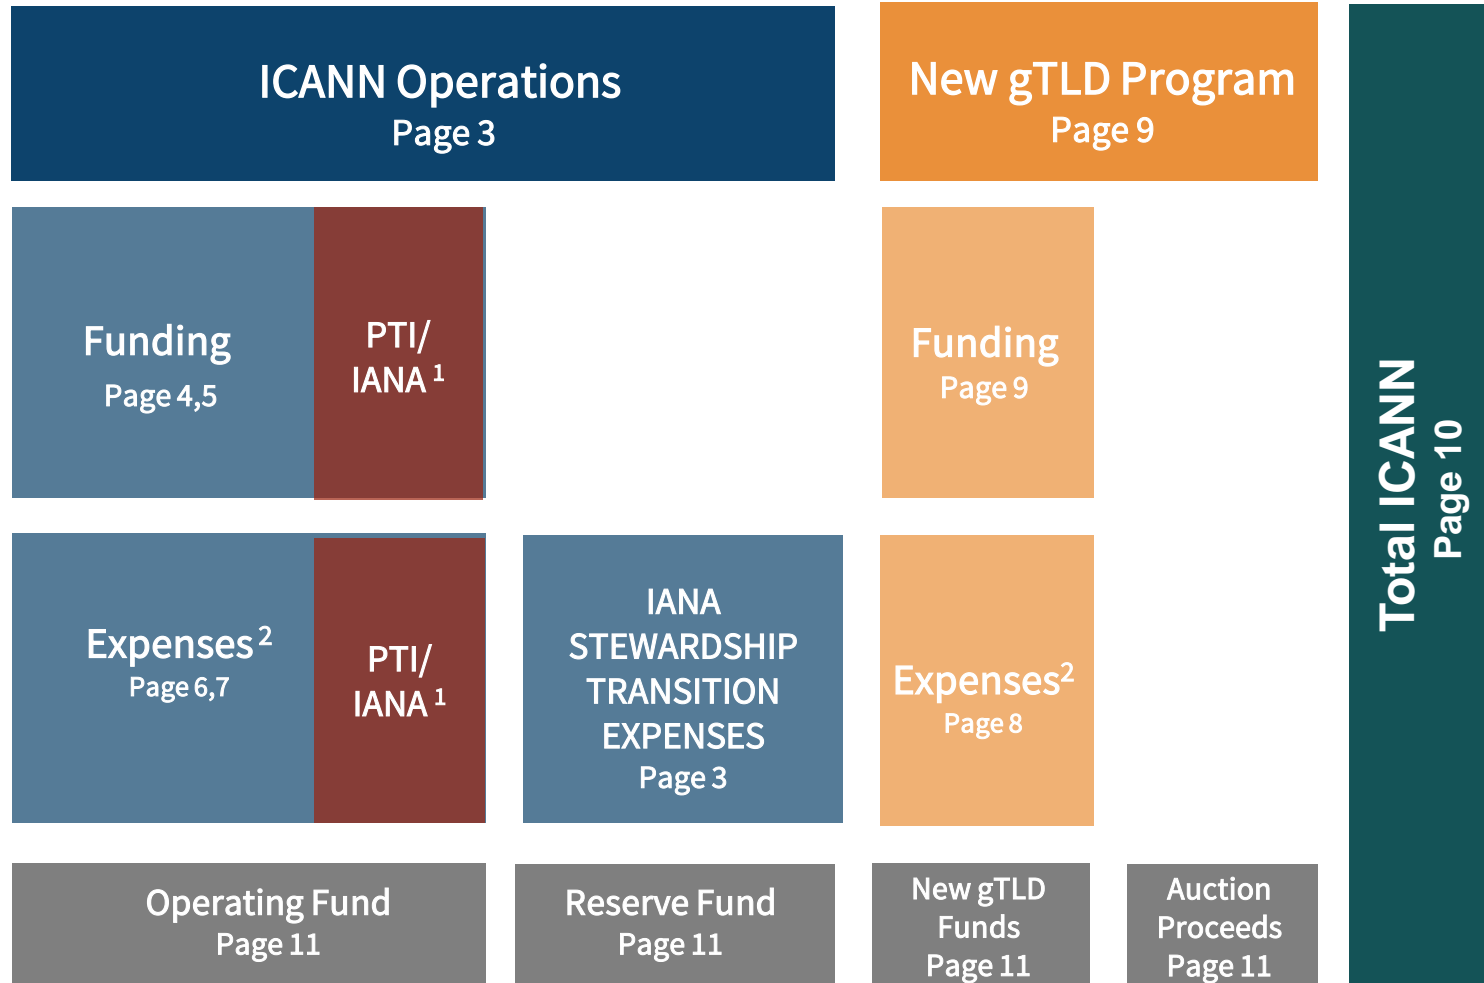 ICANN Operations
Page 3
New gTLD Program
Page 9
Funding
Page 4,5
PTI/
IANA 1
Funding
Page 9
Expenses 2
Page 6,7
PTI/
IANA 1
IANA
STEWARDSHIP
TRANSITION
EXPENSES
Page 3
Expenses2
Page 8
Operating Fund
Page 11
Reserve Fund
Page 11
New gTLD
Funds
Page 11
Auction
Proceeds
Page 11
Total ICANN
Page 10